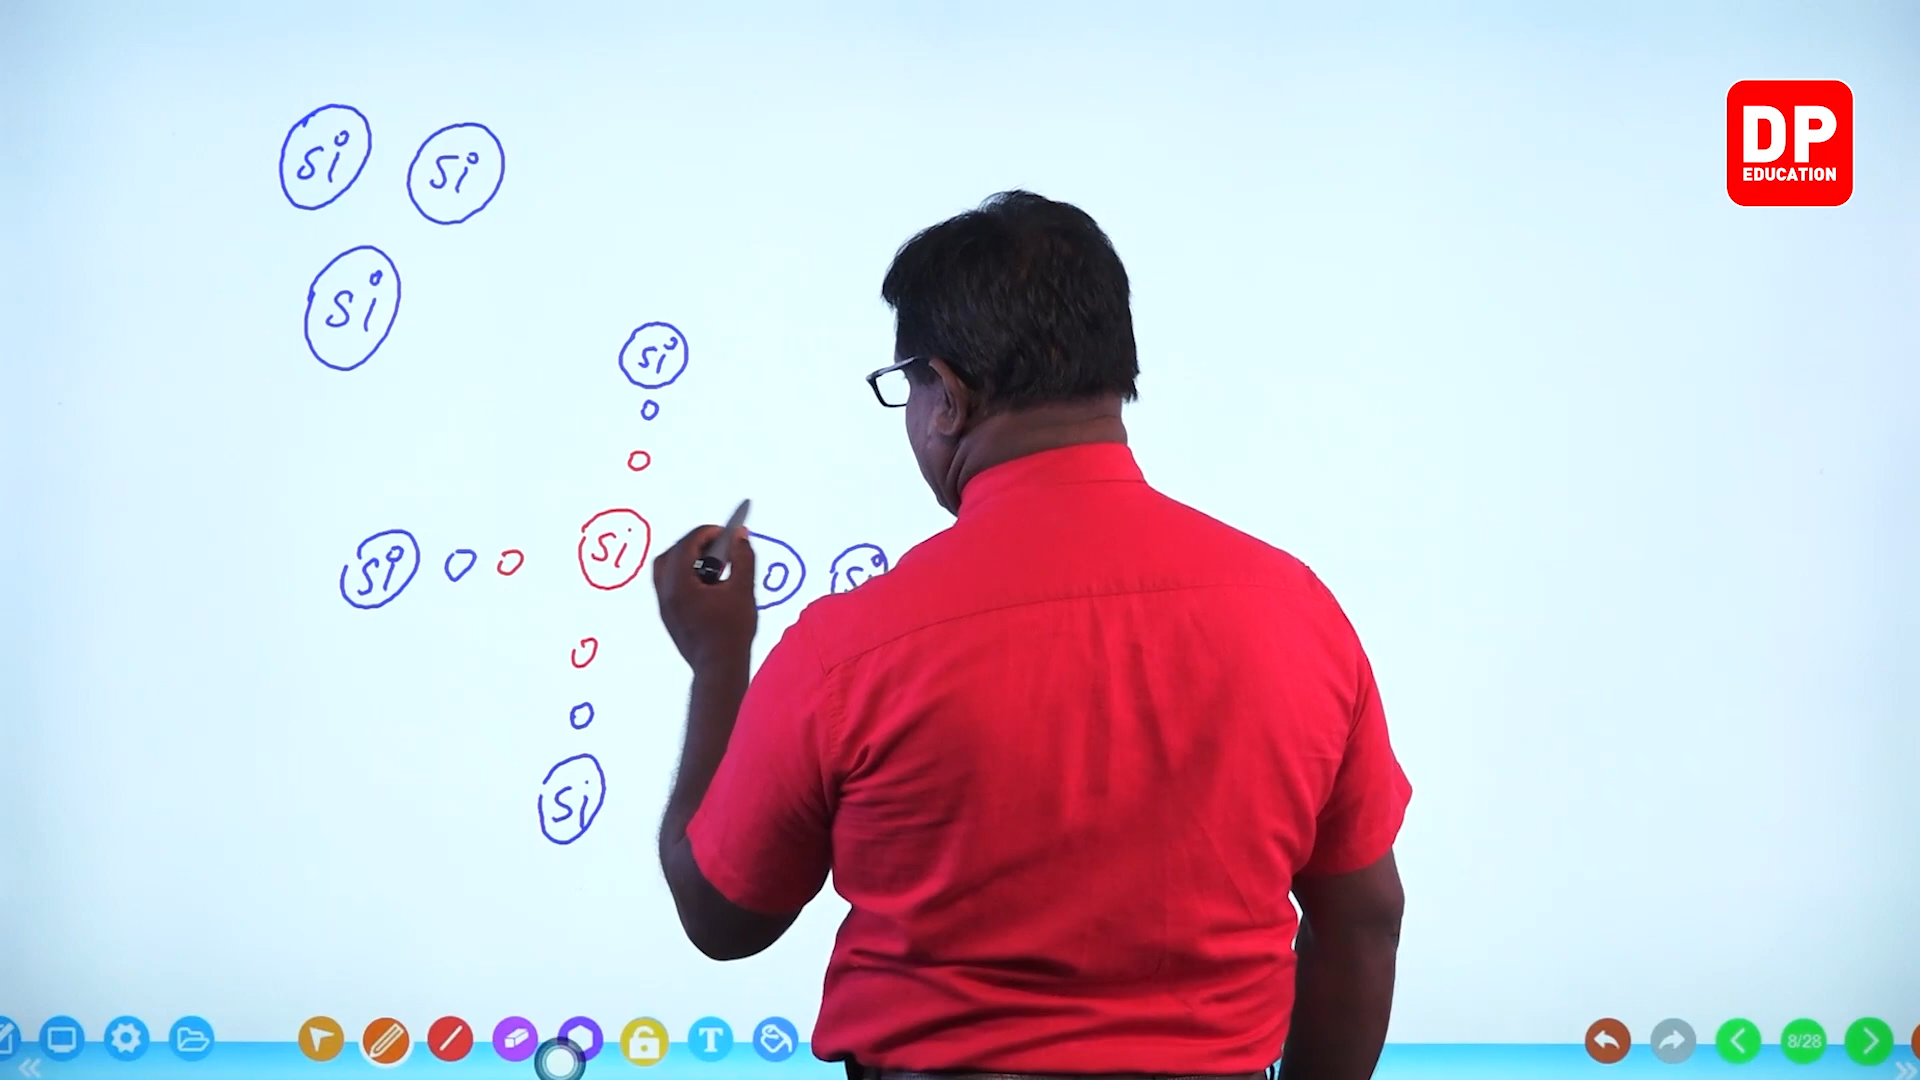 Si Si
DP
EDUCATION
Si
Si
o
o
Si o o Si o Si
o
o
Si
T
8/28